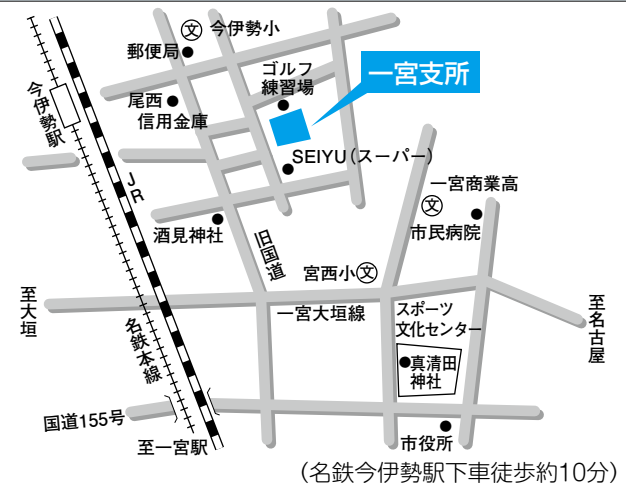 文
今伊勢小
郵便局
ゴルフ
練習場
一宮支所
今伊勢駅
尾西
信用金庫
SEIYU（スーパー）
JR
一宮商業高
文
市民病院
酒見神社
旧国道
宮西小
文
至大垣
一宮大垣線
スポーツ
文化センター
至名古屋
名鉄本線
真清田
神社
国道155号
至一宮駅
市役所
（名鉄今伊勢駅下車徒歩約10分）